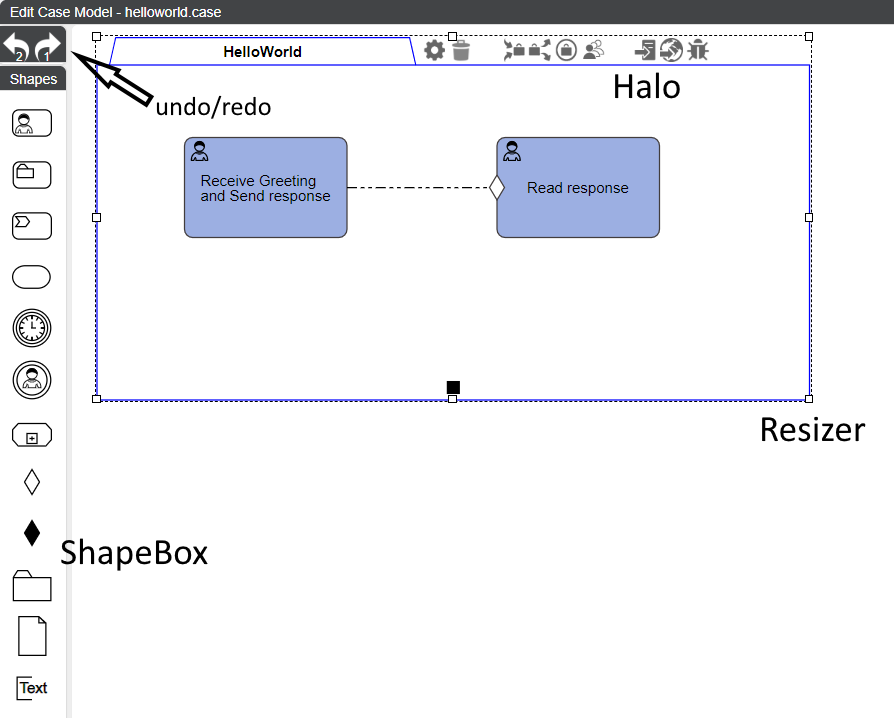 Edit Case Model - helloworld.case
2 1
Shapes
HelloWorld
Halo
undo/redo
Receive Greeting
and Send response
Read response
Resizer
ShapeBox
Text